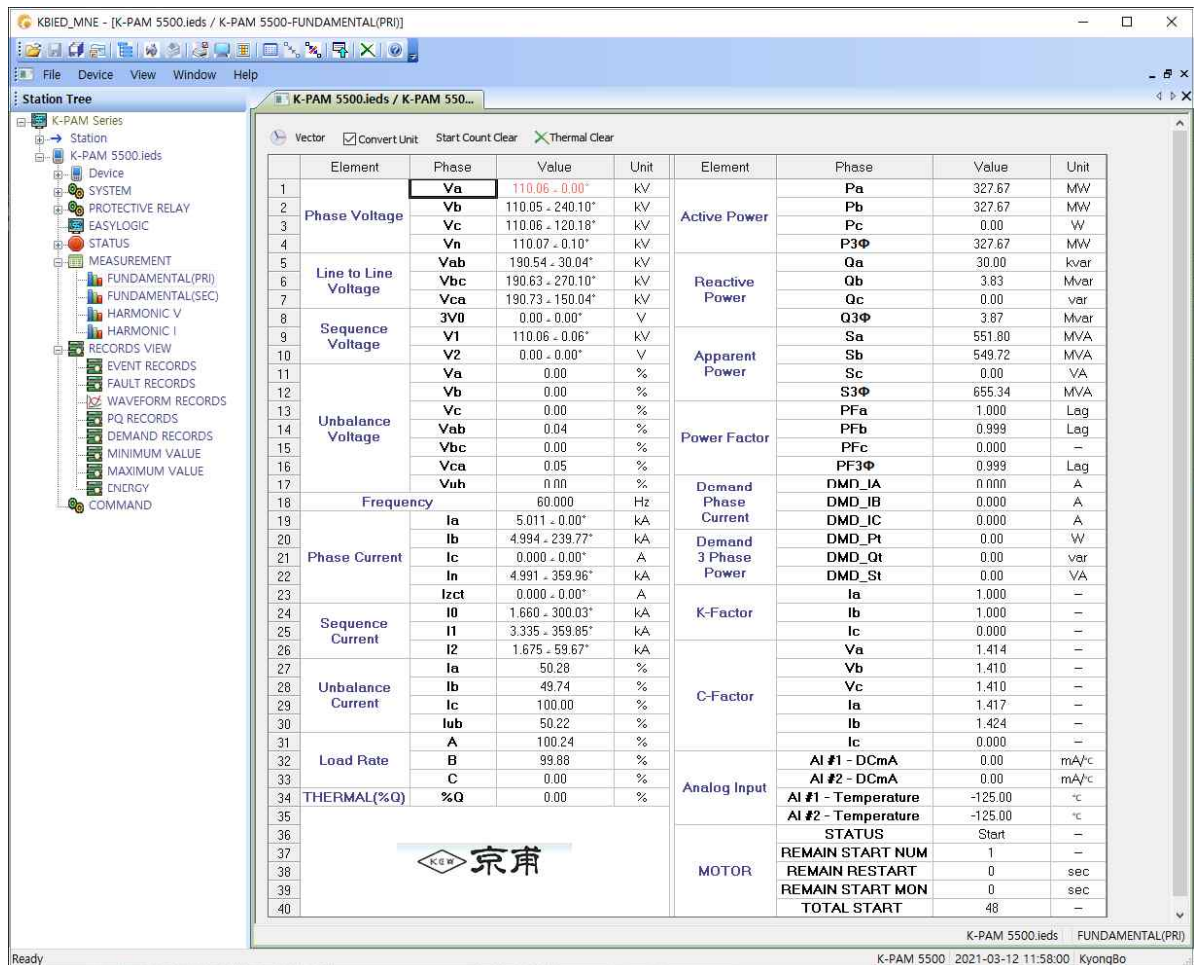 KBIED_MNE - [K-PAM 5500.ieds / K-PAM 5500-FUNDAMENTAL(PRI)]
File Device View Window Help
Station Tree
K-PAM Series
Station
K-PAM 5500.ieds
Device
SYSTEM
PROTECTIVE RELAY
EASYLOGIC
STATUS
MEASUREMENT
FUNDAMENTAL(PRI)
FUNDAMENTAL(SEC)
HARMONIC V
HARMONIC I
RECORDS VIEW
EVENT RECORDS
FAULT RECORDS
WAVEFORM RECORDS
PQ RECORDS
DEMAND RECORDS
MINIMUM VALUE
MAXIMUM VALUE
ENERGY
COMMAND
K-PAM 5500.ieds / K-PAM 550...
Vector Convert Unit Start Count Clear Thermal Clear
Element Phase Value Unit Element Phase Value Unit
1 Phase Voltage Va 110.06 ∠ 0.00° kV Active Power Pa 327.67 MW
2 Vb 110.05 ∠ 240.10° kV Pb 327.67 MW
3 Vc 110.06 ∠ 120.18° kV Pc 0.00 W
4 Vn 110.07 ∠ 0.10° kV P3Φ 327.67 MW
5 Line to Line Voltage Vab 190.54 ∠ 30.04° kV Reactive Power Qa 30.00 kvar
6 Vbc 190.63 ∠ 270.10° kV Qb 3.83 Mvar
7 Vca 190.73 ∠ 150.04° kV Qc 0.00 var
8 Sequence Voltage 3V0 0.00 ∠ 0.00° V Q3Φ 3.87 Mvar
9 V1 110.06 ∠ 0.06° kV Apparent Power Sa 551.80 MVA
10 V2 0.00 ∠ 0.00° V Sb 549.72 MVA
11 Unbalance Voltage Va 0.00 % Sc 0.00 VA
12 Vb 0.00 % S3Φ 655.34 MVA
13 Vc 0.00 % Power Factor PFa 1.000 Lag
14 Vab 0.04 % PFb 0.999 Lag
15 Vbc 0.00 % PFc 0.000 –
16 Vca 0.05 % PF3Φ 0.999 Lag
17 Vub 0.00 % Demand Phase Current DMD_IA 0.000 A
18 Frequency 60.000 Hz DMD_IB 0.000 A
19 Phase Current Ia 5.011 ∠ 0.00° kA DMD_IC 0.000 A
20 Ib 4.994 ∠ 239.77° kA Demand 3 Phase Power DMD_Pt 0.00 W
21 Ic 0.000 ∠ 0.00° A DMD_Qt 0.00 var
22 In 4.991 ∠ 359.96° kA DMD_St 0.00 VA
23 Izct 0.000 ∠ 0.00° A K-Factor Ia 1.000 –
24 Sequence Current I0 1.660 ∠ 300.03° kA Ib 1.000 –
25 I1 3.335 ∠ 359.85° kA Ic 0.000 –
26 I2 1.675 ∠ 59.67° kA C-Factor Va 1.414 –
27 Unbalance Current Ia 50.28 % Vb 1.410 –
28 Ib 49.74 % Vc 1.410 –
29 Ic 100.00 % Ia 1.417 –
30 Iub 50.22 % Ib 1.424 –
31 Load Rate A 100.24 % Ic 0.000 –
32 B 99.88 % Analog Input AI #1 - DCmA 0.00 mA/℃
33 C 0.00 % AI #2 - DCmA 0.00 mA/℃
34 THERMAL(%Q) %Q 0.00 % AI #1 - Temperature -125.00 ℃
35 AI #2 - Temperature -125.00 ℃
36 MOTOR STATUS Start –
37 REMAIN START NUM 1 –
38 REMAIN RESTART 0 sec
39 REMAIN START MON 0 sec
40 TOTAL START 48 –
京甫
K-PAM 5500.ieds FUNDAMENTAL(PRI)
Ready K-PAM 5500 2021-03-12 11:58:00 KyongBo